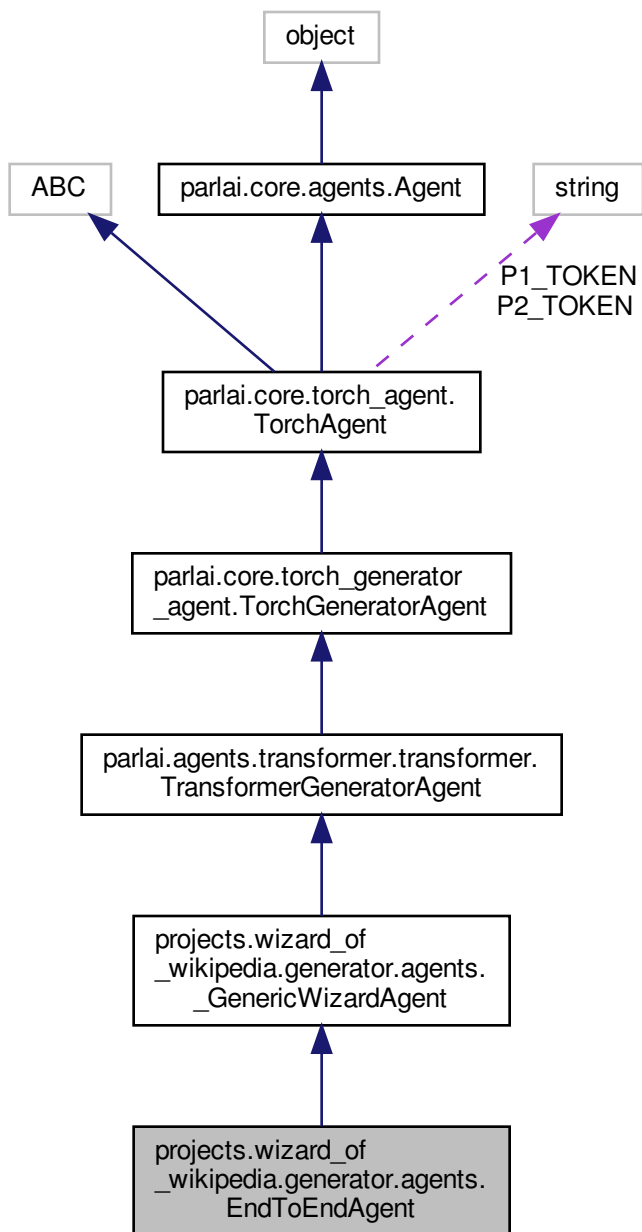 object
ABC
parlai.core.agents.Agent
string
P1_TOKEN
P2_TOKEN
parlai.core.torch_agent.
TorchAgent
parlai.core.torch_generator
_agent.TorchGeneratorAgent
parlai.agents.transformer.transformer.
TransformerGeneratorAgent
projects.wizard_of
_wikipedia.generator.agents.
_GenericWizardAgent
projects.wizard_of
_wikipedia.generator.agents.
EndToEndAgent